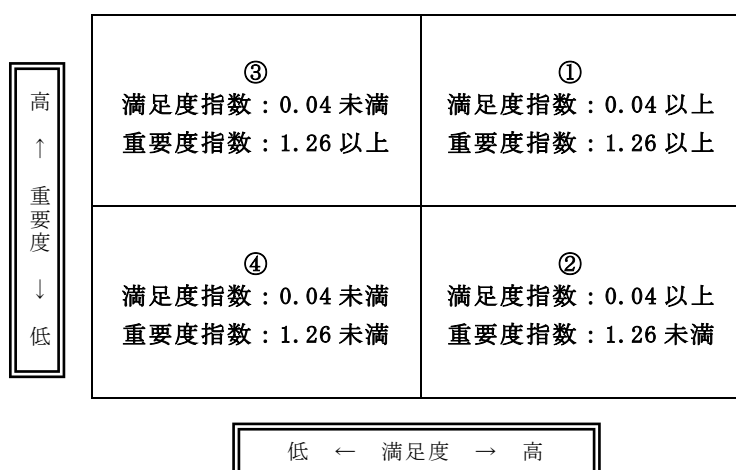 高 ↑ 重要度 ↓ 低
③
満足度指数：0.04 未満
重要度指数：1.26 以上
①
満足度指数：0.04 以上
重要度指数：1.26 以上
④
満足度指数：0.04 未満
重要度指数：1.26 未満
②
満足度指数：0.04 以上
重要度指数：1.26 未満
低 ← 満足度 → 高